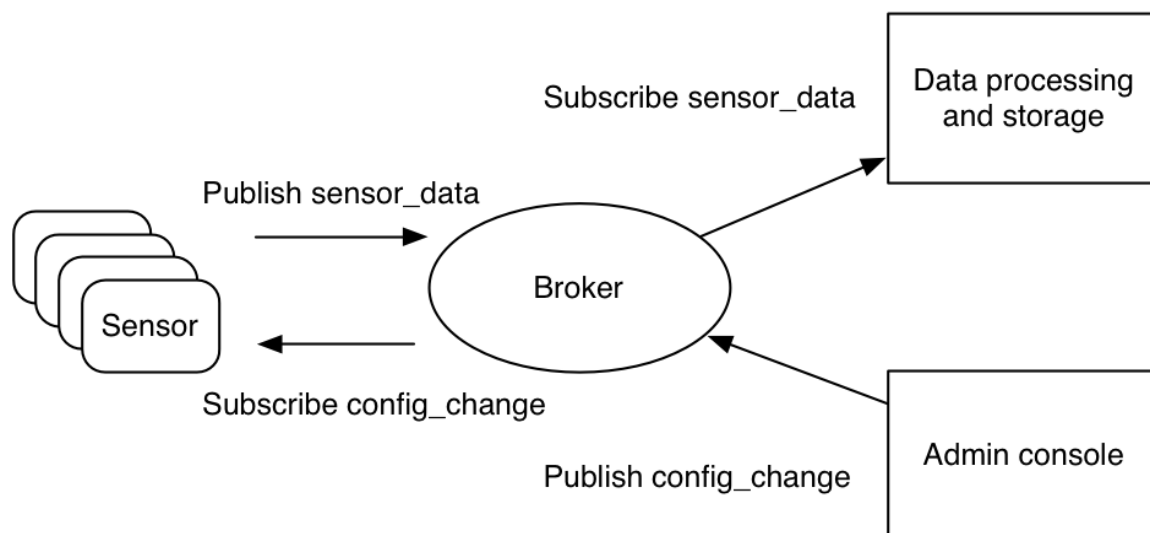 Subscribe sensor_data
Data processing
and storage
Publish sensor_data
Broker
Sensor
Subscribe config_change
Publish config_change
Admin console